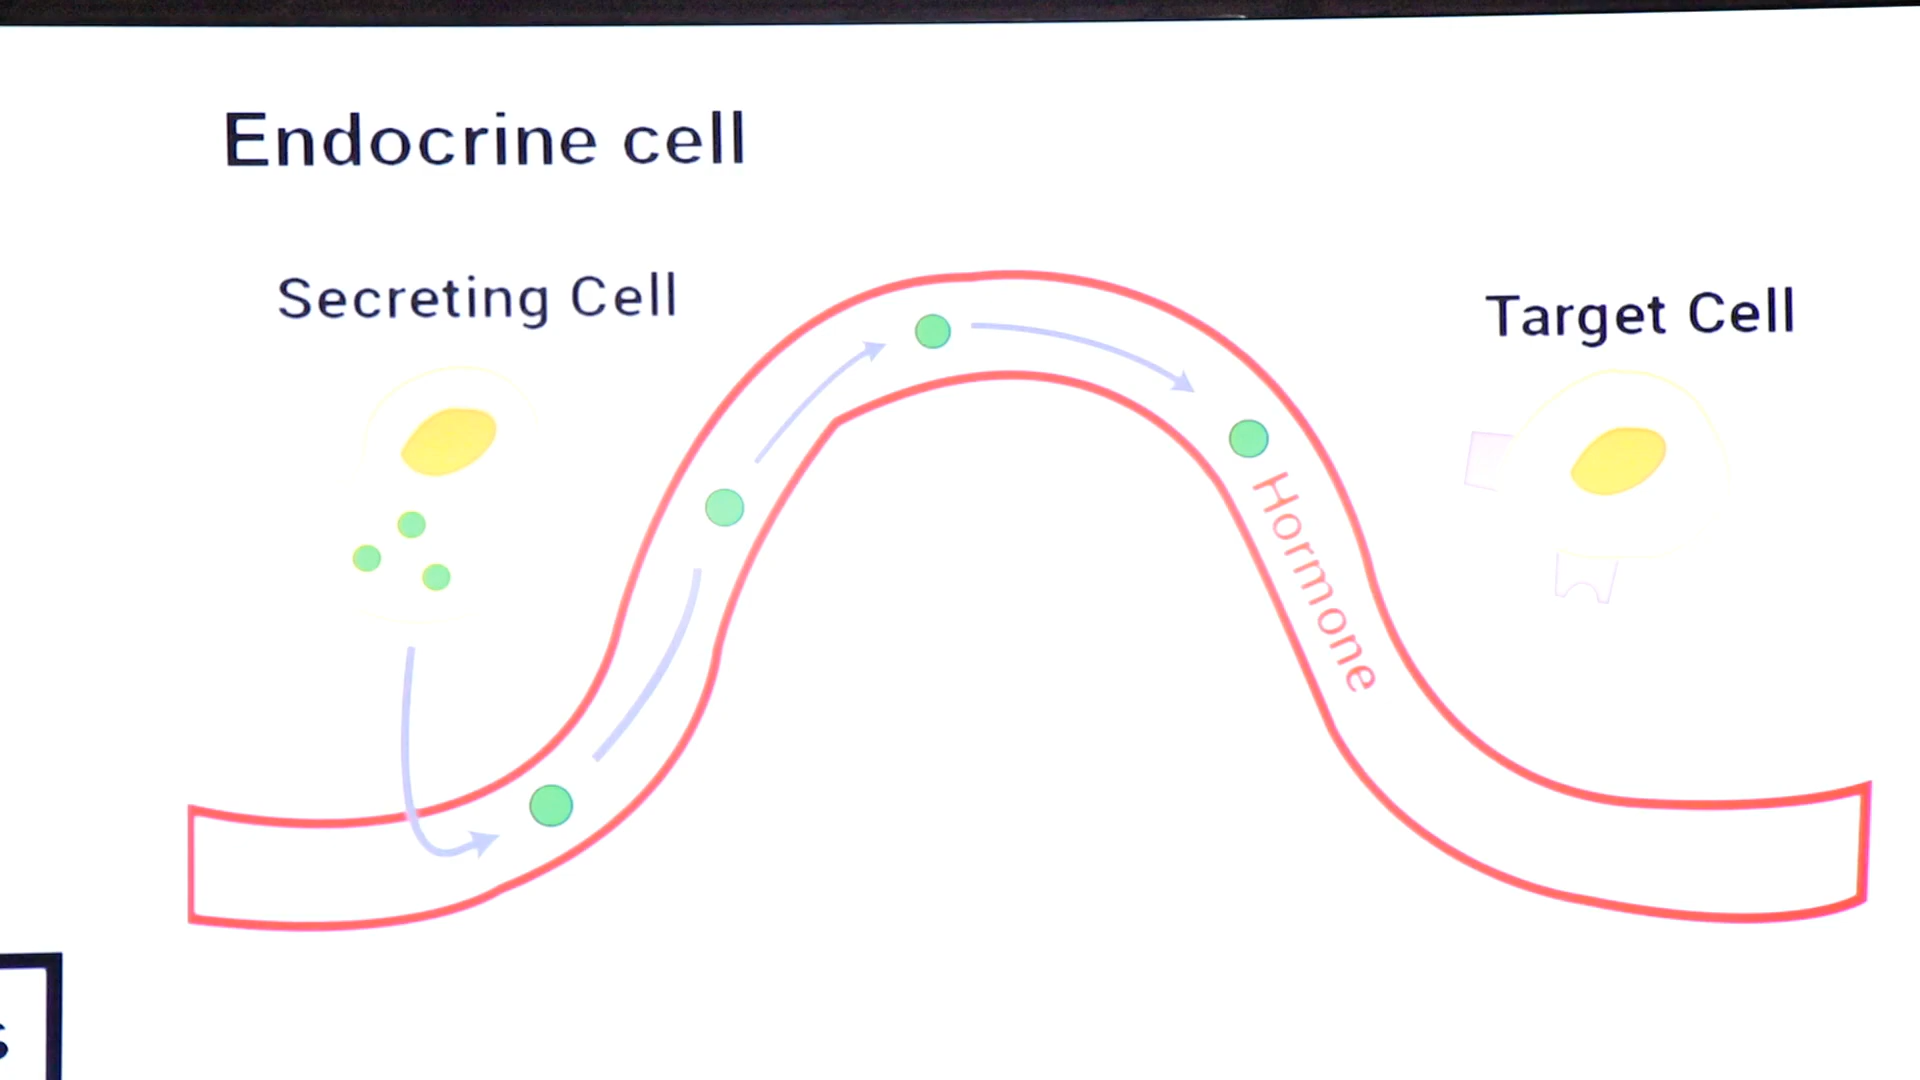 Endocrine cell
Secreting Cell
Target Cell
Hormone
s